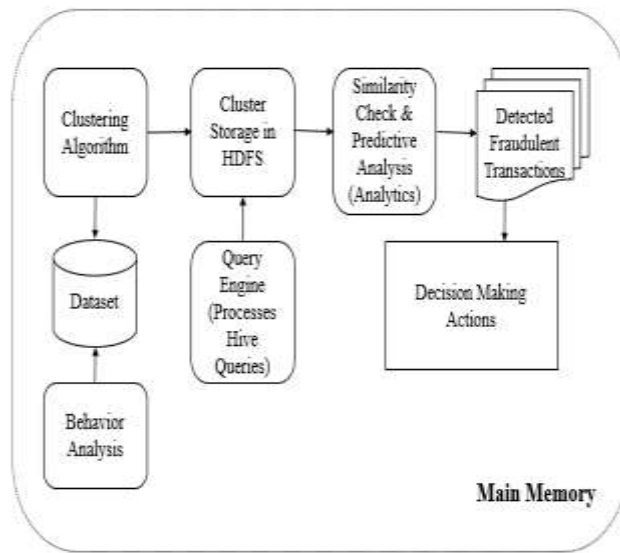 Clustering
Algorithm
Cluster
Storage in
HDFS
Similarity
Check &
Predictive
Analysis
(Analytics)
Detected
Fraudulent
Transactions
Dataset
Query
Engine
(Processes
Hive
Queries)
Decision Making
Actions
Behavior
Analysis
Main Memory